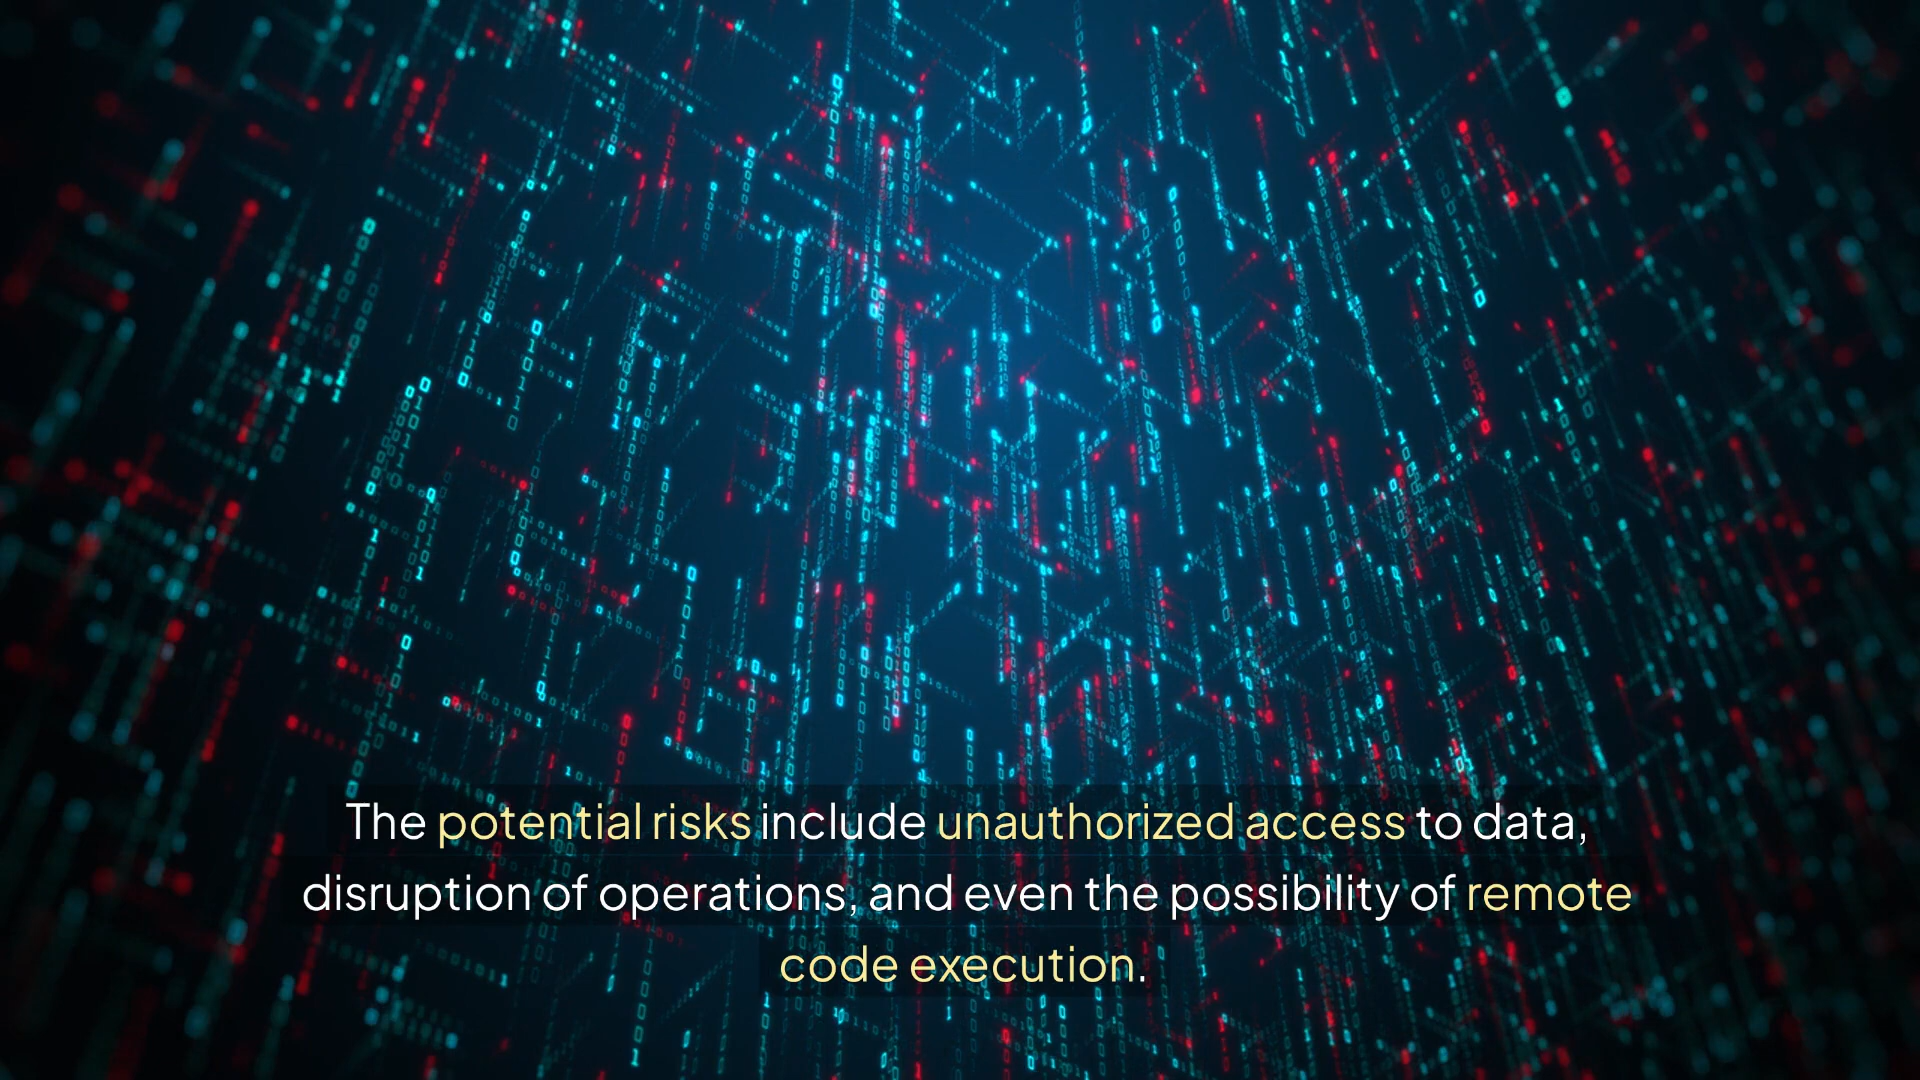 The potential risks include unauthorized access to data,
disruption of operations, and even the possibility of remote
code execution.